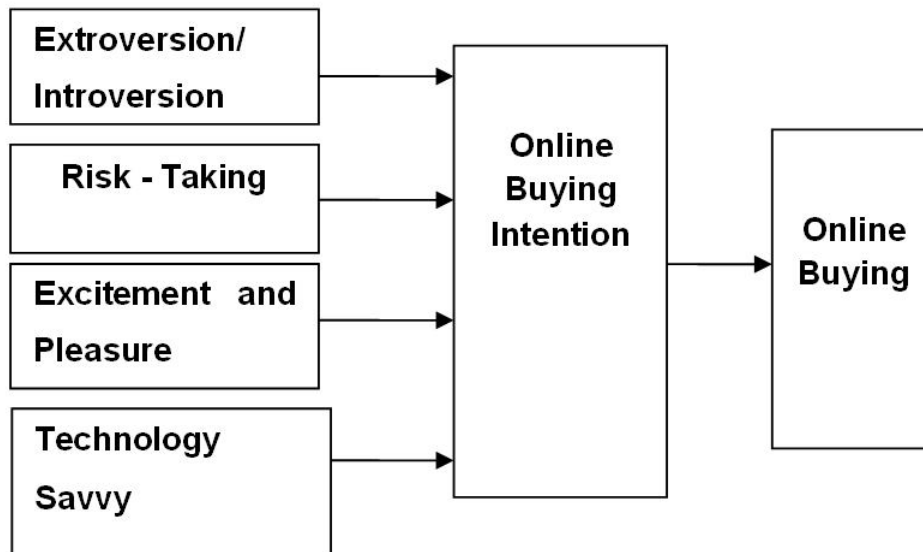 Extroversion/
Introversion
Risk - Taking
Excitement and
Pleasure
Technology
Savvy
Online
Buying
Intention
Online
Buying